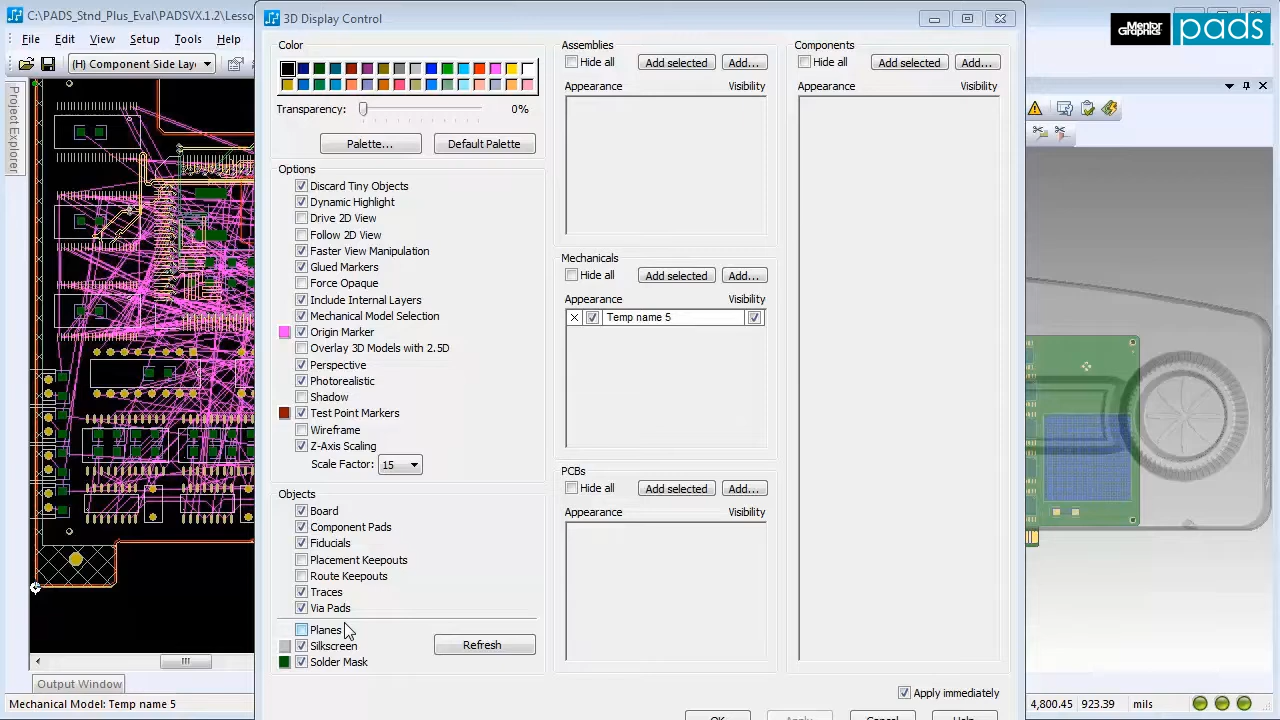 C:\PADS_Stnd_Plus_Eval\PADSVX.1.2\Lesso
File Edit View Setup Tools Help
(H) Component Side Lay
Project Explorer
Output Window
Mechanical Model: Temp name 5
3D Display Control
Color
Transparency: 0%
Palette...
Default Palette
Options
Discard Tiny Objects
Dynamic Highlight
Drive 2D View
Follow 2D View
Faster View Manipulation
Glued Markers
Force Opaque
Include Internal Layers
Mechanical Model Selection
Origin Marker
Overlay 3D Models with 2.5D
Perspective
Photorealistic
Shadow
Test Point Markers
Wireframe
Z-Axis Scaling
Scale Factor: 15
Objects
Board
Component Pads
Fiducials
Placement Keepouts
Route Keepouts
Traces
Via Pads
Planes
Silkscreen
Solder Mask
Refresh
Assemblies
Hide all Add selected Add...
Appearance Visibility
Mechanicals
Hide all Add selected Add...
Appearance Visibility
Temp name 5
PCBs
Hide all Add selected Add...
Appearance Visibility
Components
Hide all Add selected Add...
Appearance Visibility
Apply immediately
OK Apply Cancel Help
Mentor
Graphics
pads
4,800.45 923.39 mils